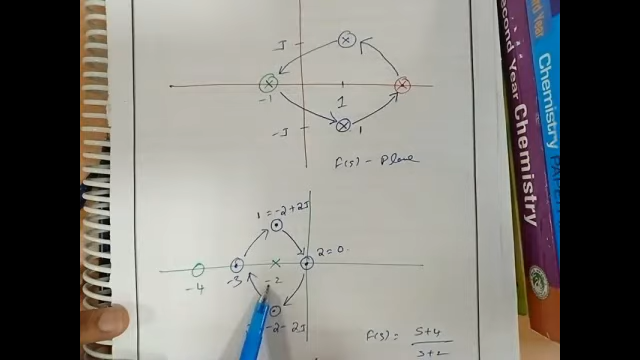 J
-1
1
-J
1
F(s) - Plane
1 = -2+2J
2=0
-4
-3
-2
-2-2J
F(s) = s+4
s+2
Second Year Chemistry
Chemistry